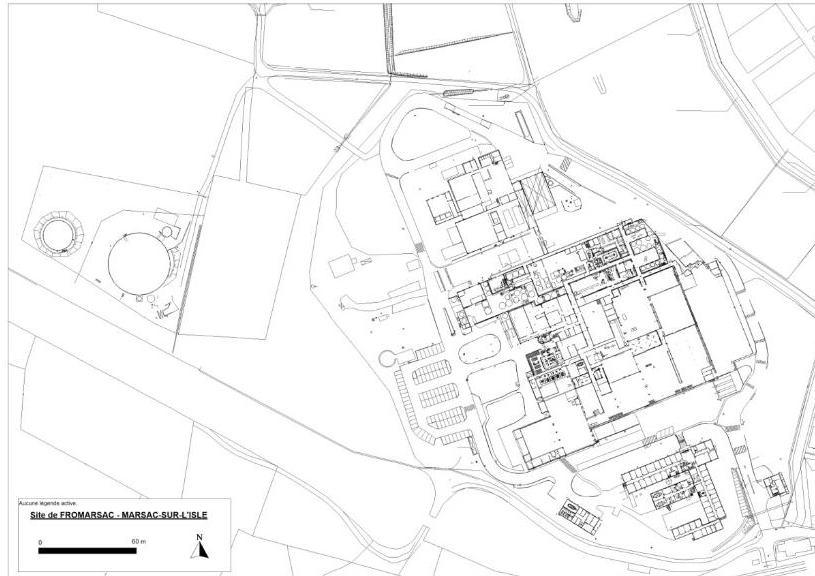 Aucune légende active.
Site de FROMARSAC - MARSAC-SUR-L'ISLE
0 60 m
N